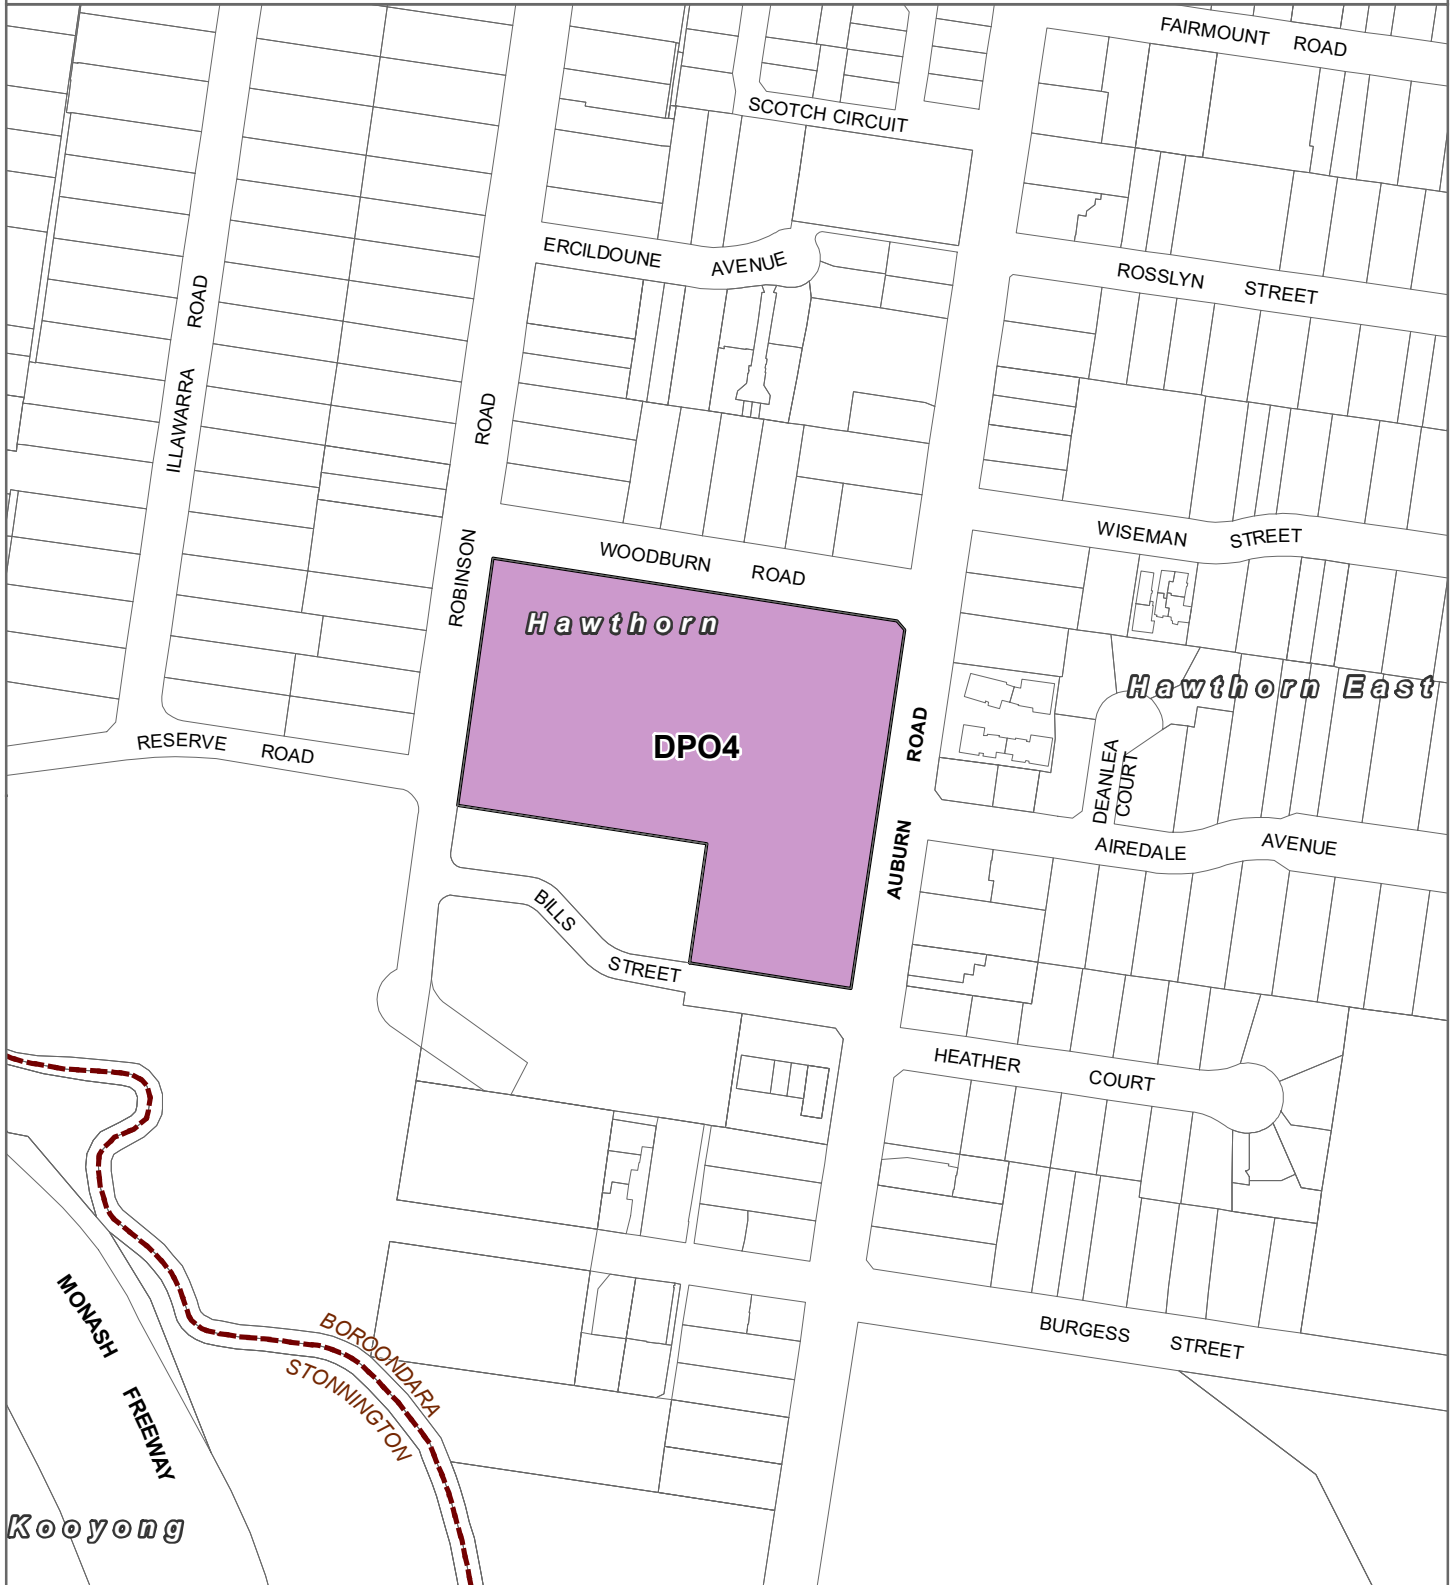 FAIRMOUNT ROAD
SCOTCH CIRCUIT
ERCILDOUNE AVENUE
ROSSLYN STREET
ILLAWARRA ROAD
ROBINSON ROAD
WISEMAN STREET
WOODBURN ROAD
Hawthorn
Hawthorn East
DPO4
RESERVE ROAD
AUBURN ROAD
DEANLEA
COURT
AIREDALE AVENUE
BILLS STREET
HEATHER COURT
BURGESS STREET
BOROONDARA
STONNINGTON
MONASH FREEWAY
Kooyong